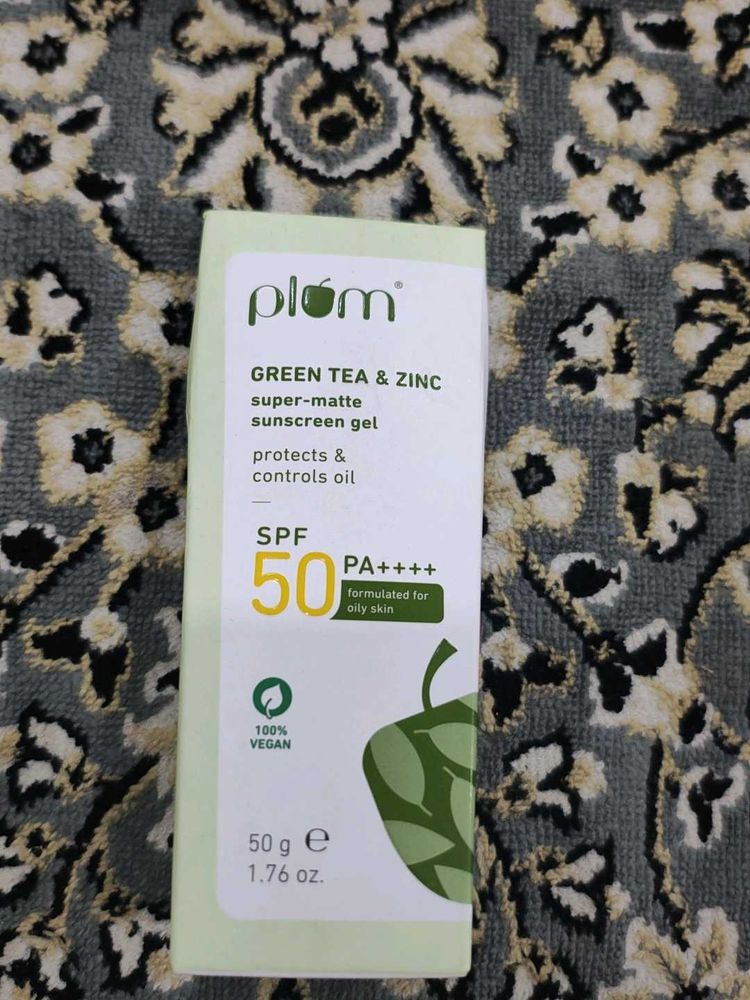 plum®
GREEN TEA & ZINC
super-matte
sunscreen gel
protects &
controls oil
SPF
50 PA++++
formulated for
oily skin
100%
VEGAN
50 g ℮
1.76 oz.